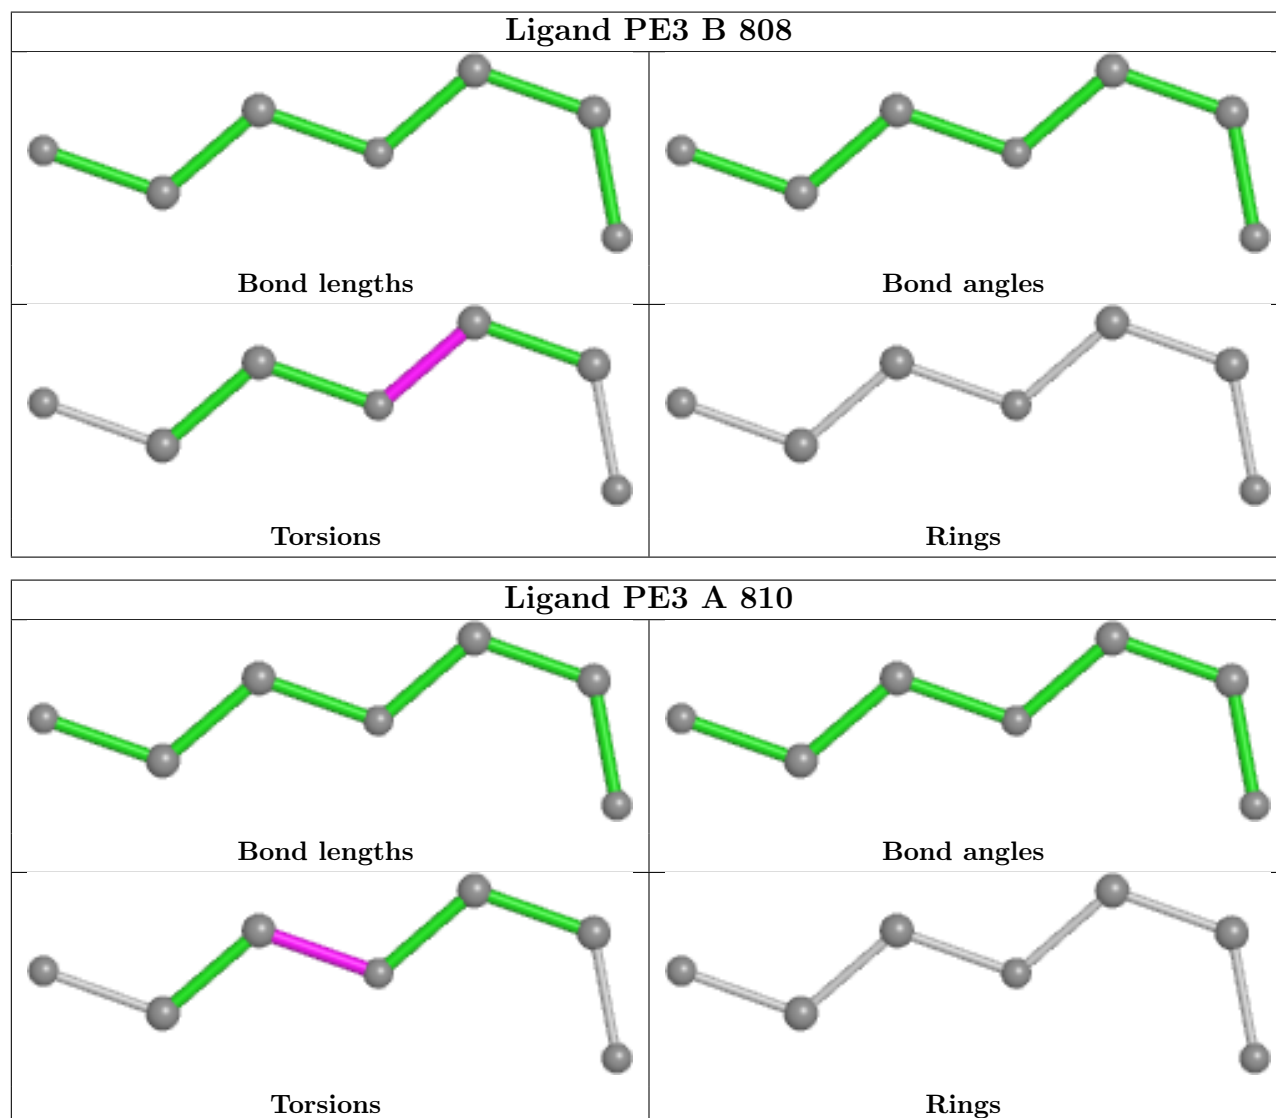 Ligand PE3 B 808
Bond lengths
Bond angles
Torsions
Rings
Ligand PE3 A 810
Bond lengths
Bond angles
Torsions
Rings